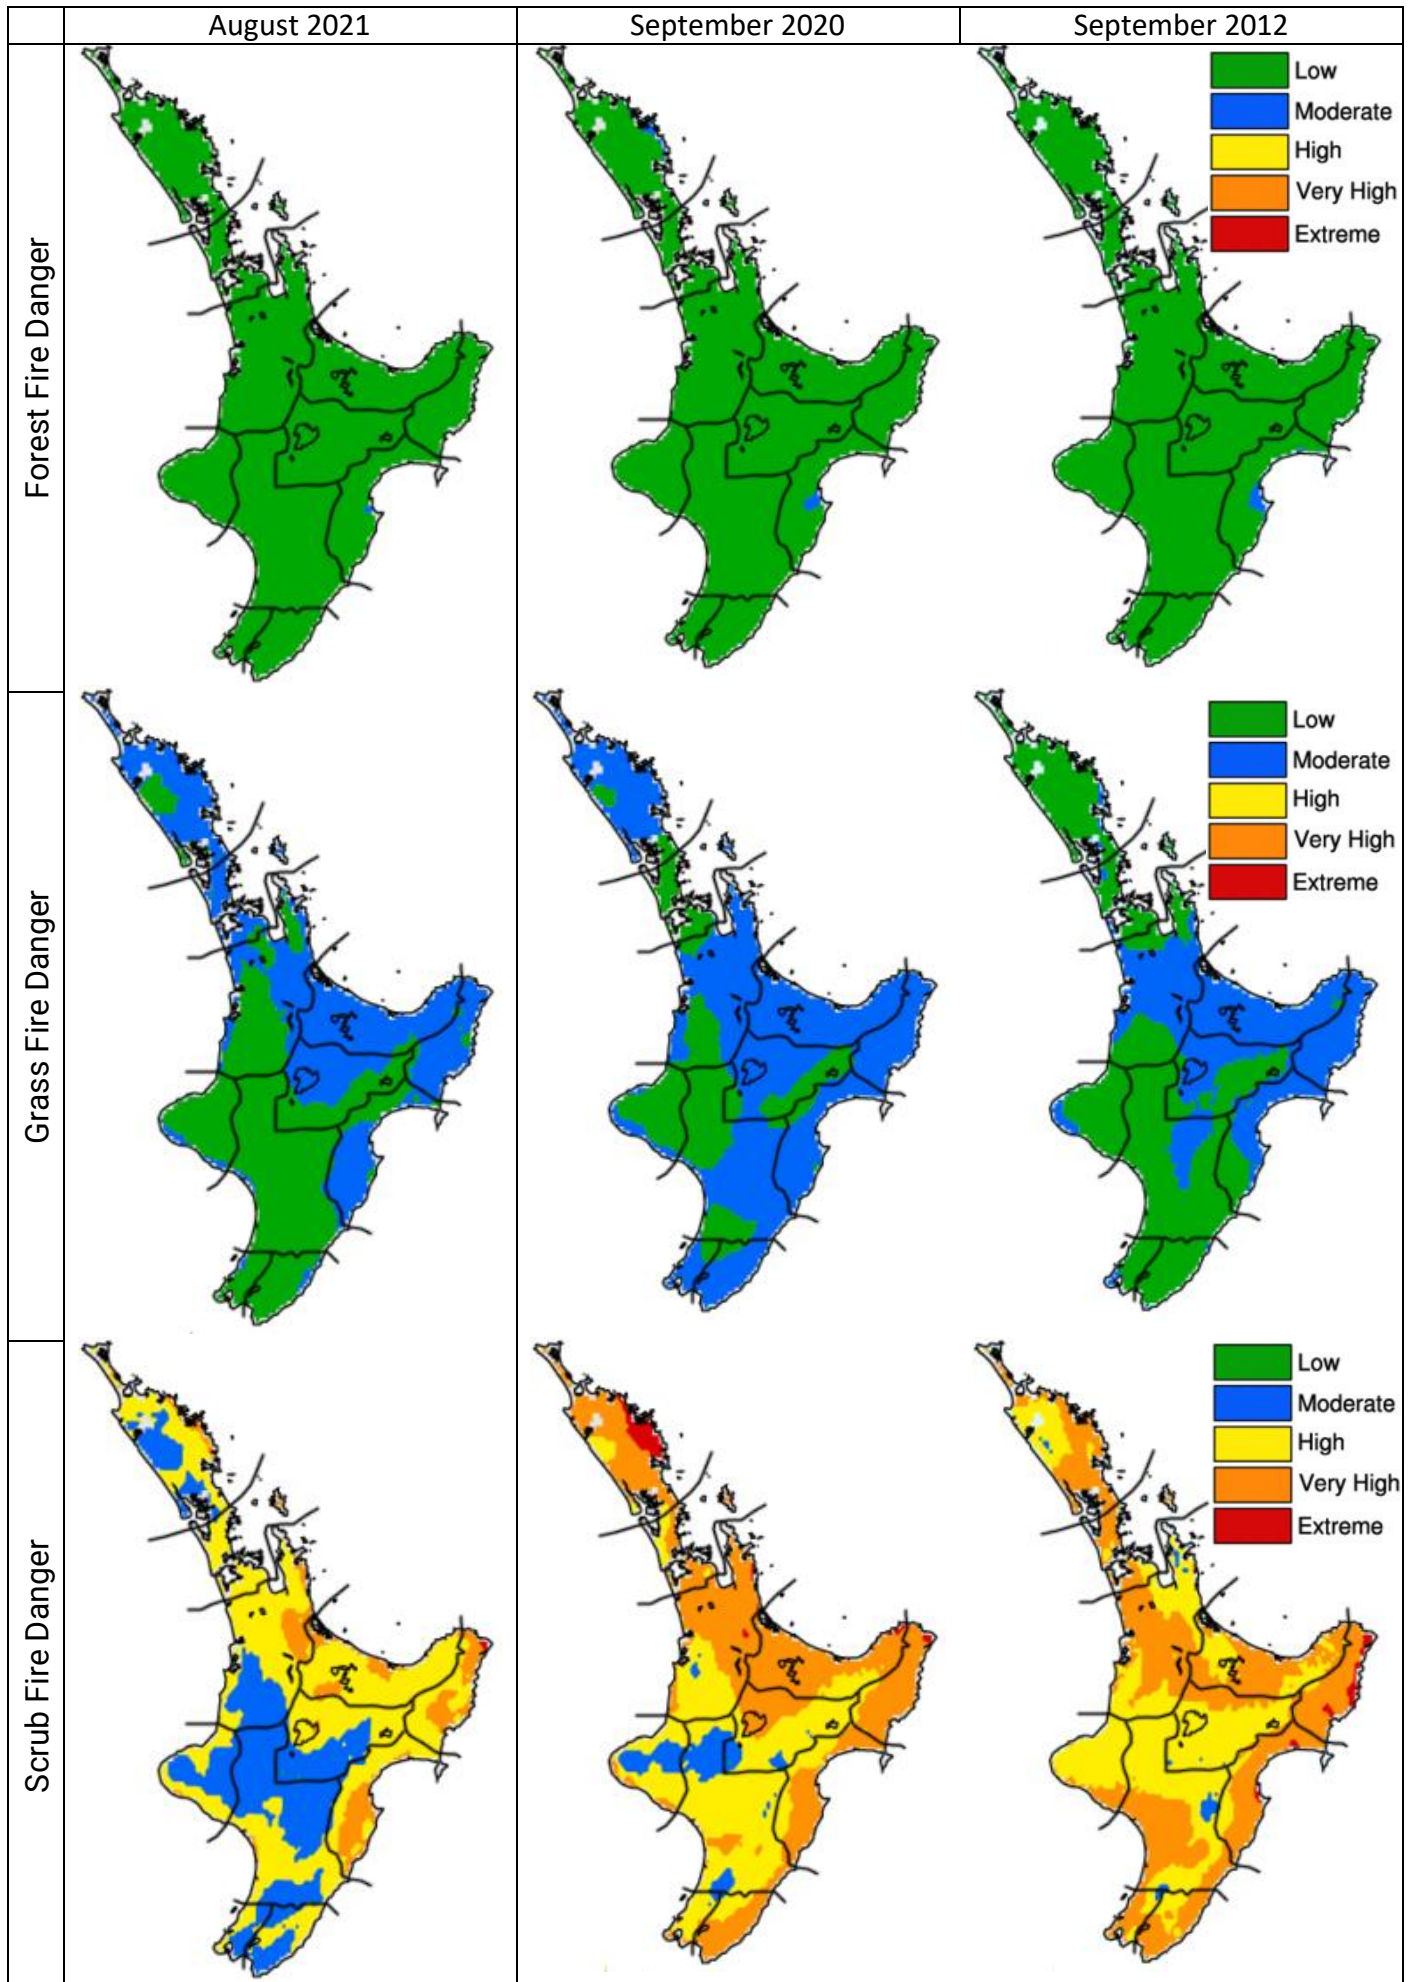 August 2021
September 2020
September 2012
Forest Fire Danger
Low
Moderate
High
Very High
Extreme
Grass Fire Danger
Low
Moderate
High
Very High
Extreme
Scrub Fire Danger
Low
Moderate
High
Very High
Extreme